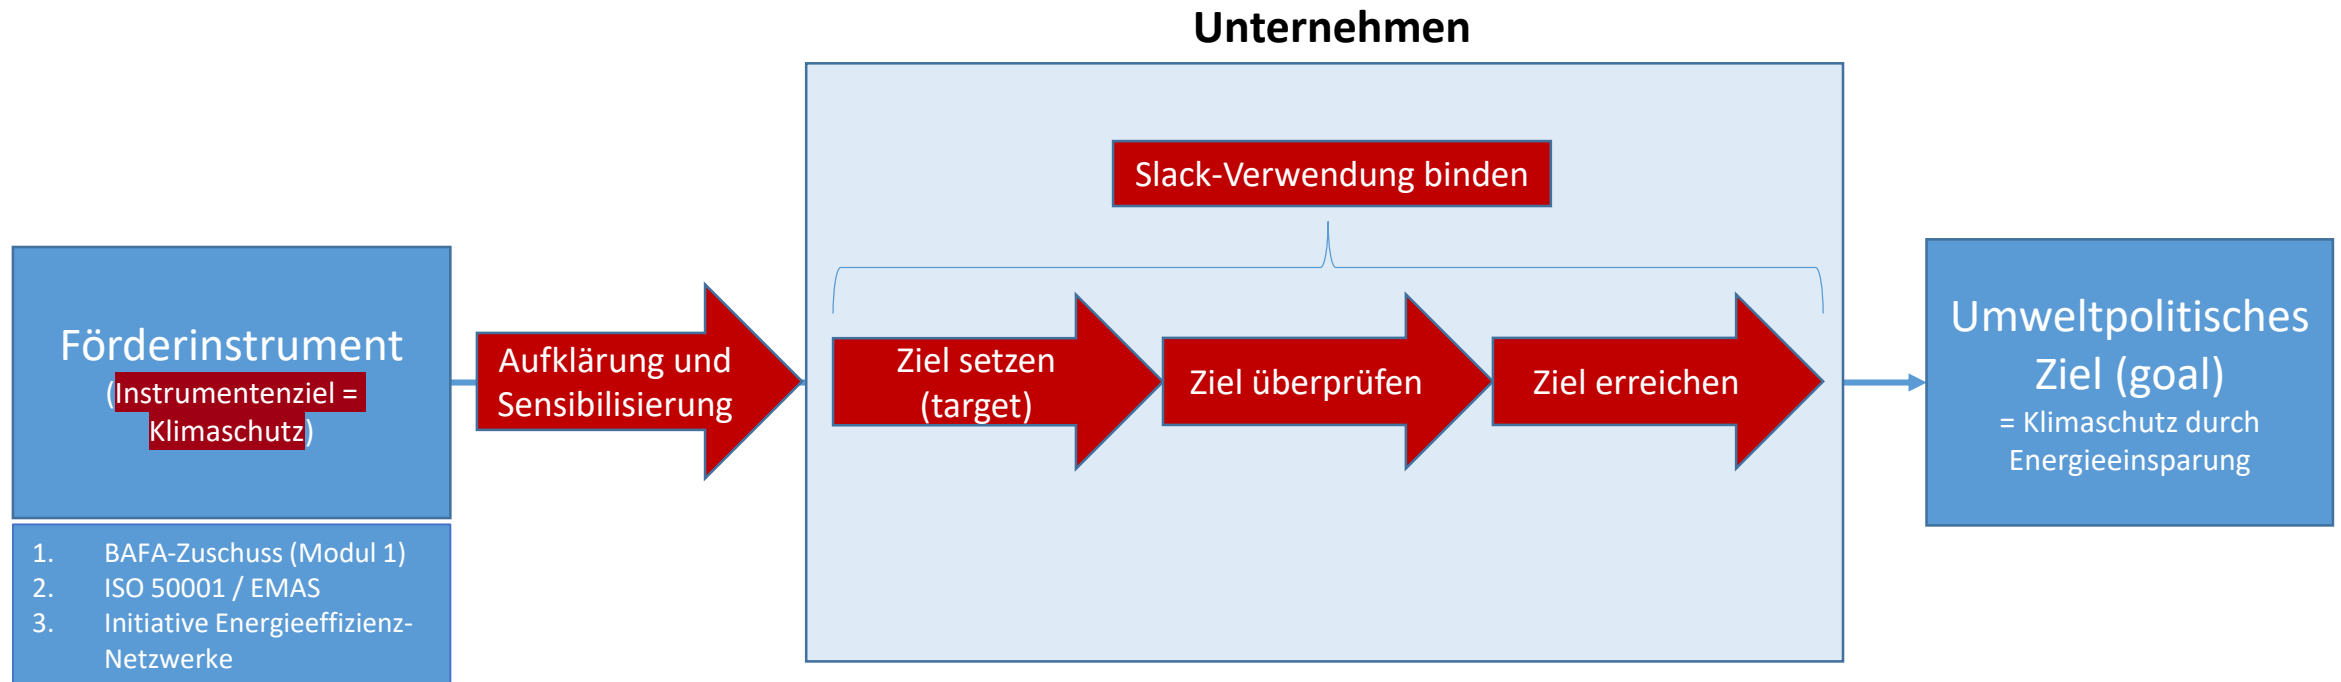 Unternehmen
Slack-Verwendung binden
Förderinstrument
(Instrumentenziel =
Klimaschutz)
Aufklärung und
Sensibilisierung
Ziel setzen
(target)
Ziel überprüfen
Ziel erreichen
Umweltpolitisches
Ziel (goal)
= Klimaschutz durch
Energieeinsparung
1. BAFA-Zuschuss (Modul 1)
2. ISO 50001 / EMAS
3. Initiative Energieeffizienz-
Netzwerke